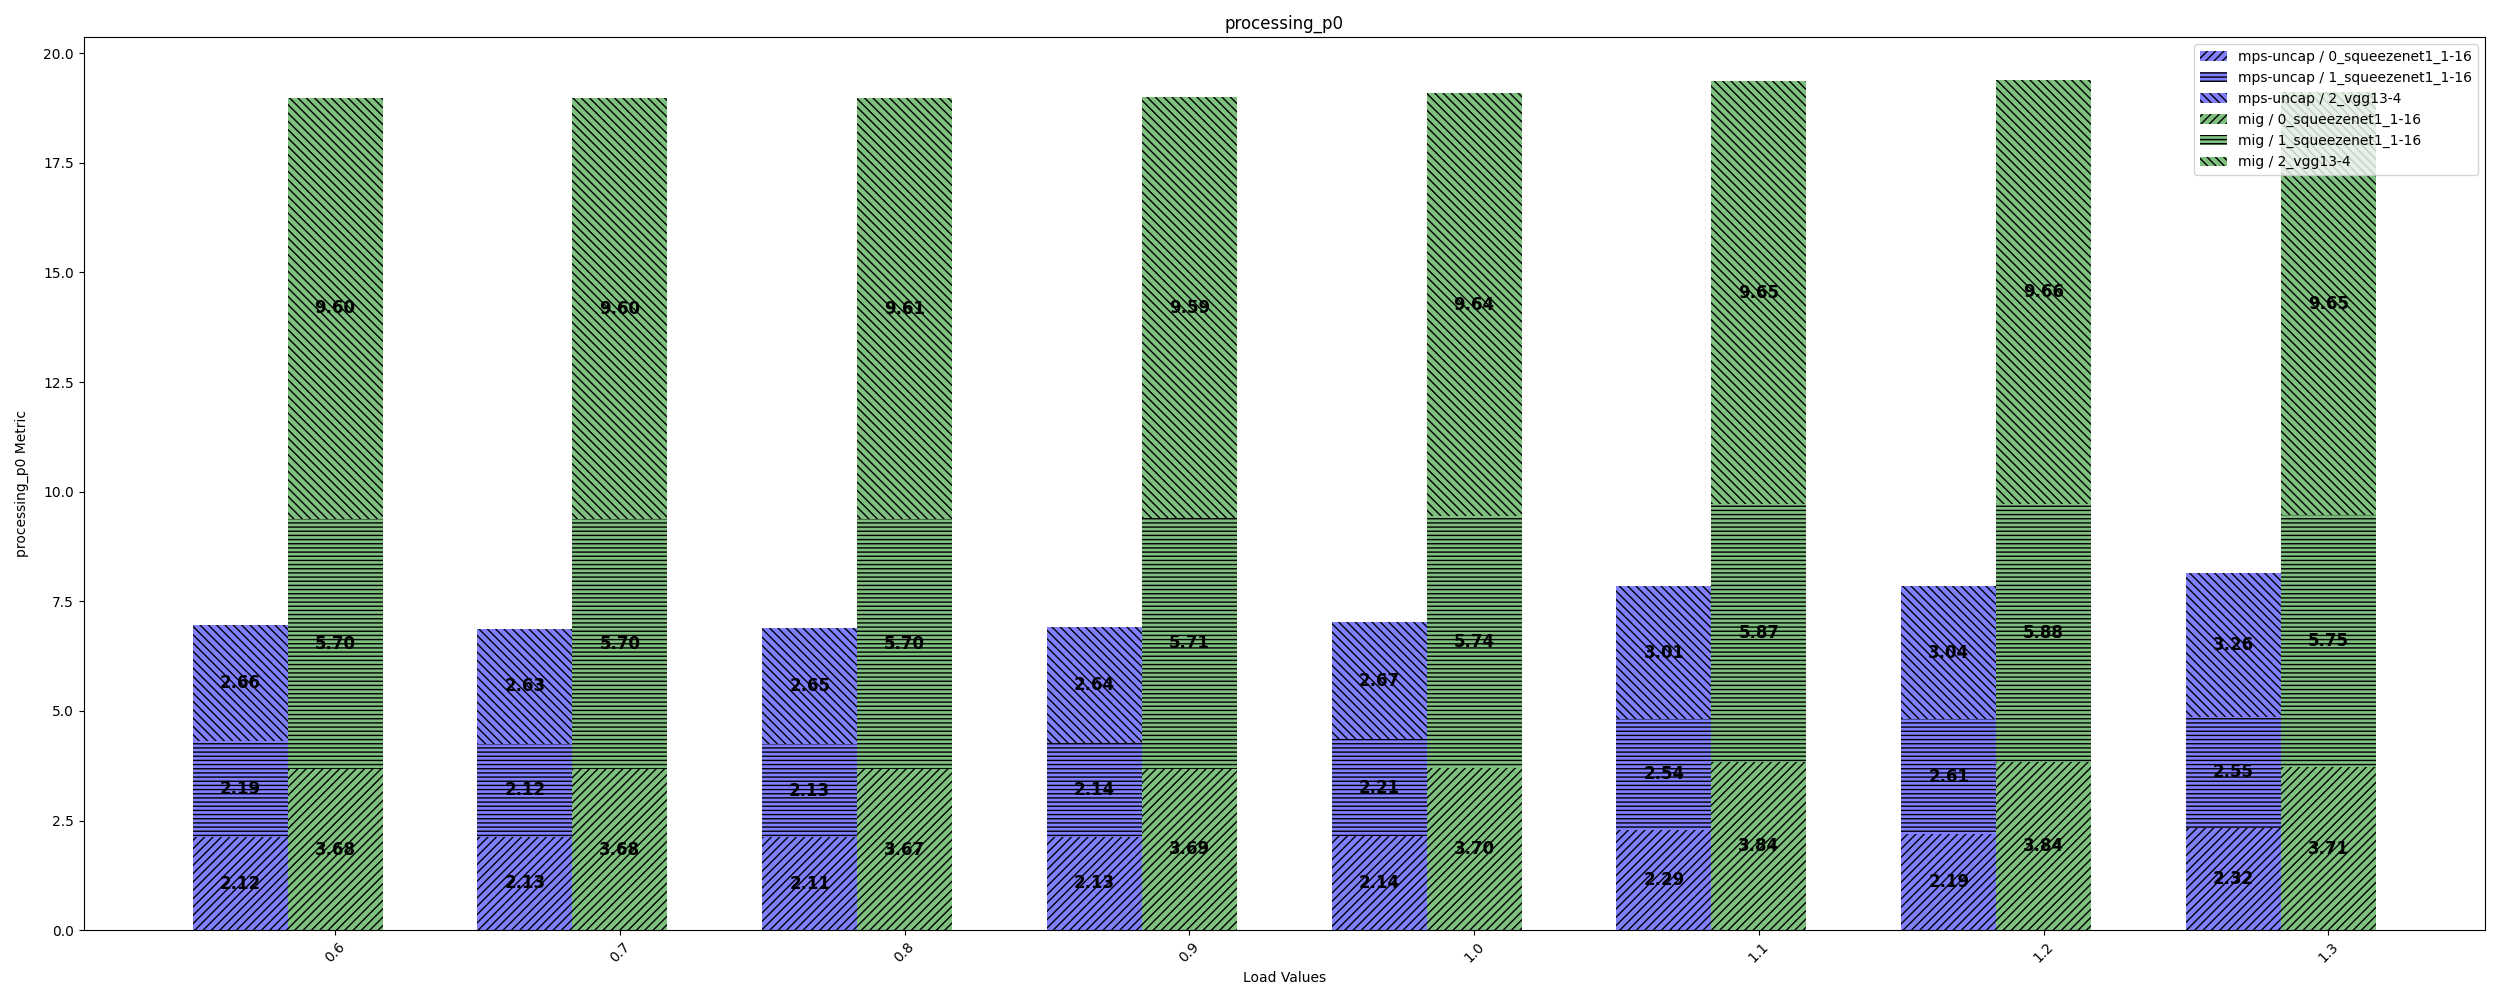 processing_p0
20.0
17.5
15.0
12.5
10.0
7.5
5.0
2.5
0.0
processing_p0 Metric
mps-uncap / 0_squeezenet1_1-16
mps-uncap / 1_squeezenet1_1-16
mps-uncap / 2_vgg13-4
mig / 0_squeezenet1_1-16
mig / 1_squeezenet1_1-16
mig / 2_vgg13-4
9.60 9.60 9.61 9.59 9.64 9.65 9.66 9.65
5.70 5.70 5.70 5.71 5.74 5.87 5.88 5.75
2.66 2.63 2.65 2.64 2.67 3.01 3.04 3.26
2.19 2.12 2.13 2.14 2.21 2.54 2.61 2.55
3.68 3.68 3.67 3.69 3.70 3.84 3.84 3.71
2.12 2.13 2.11 2.13 2.14 2.29 2.19 2.32
0.6 0.7 0.8 0.9 1.0 1.1 1.2 1.3
Load Values